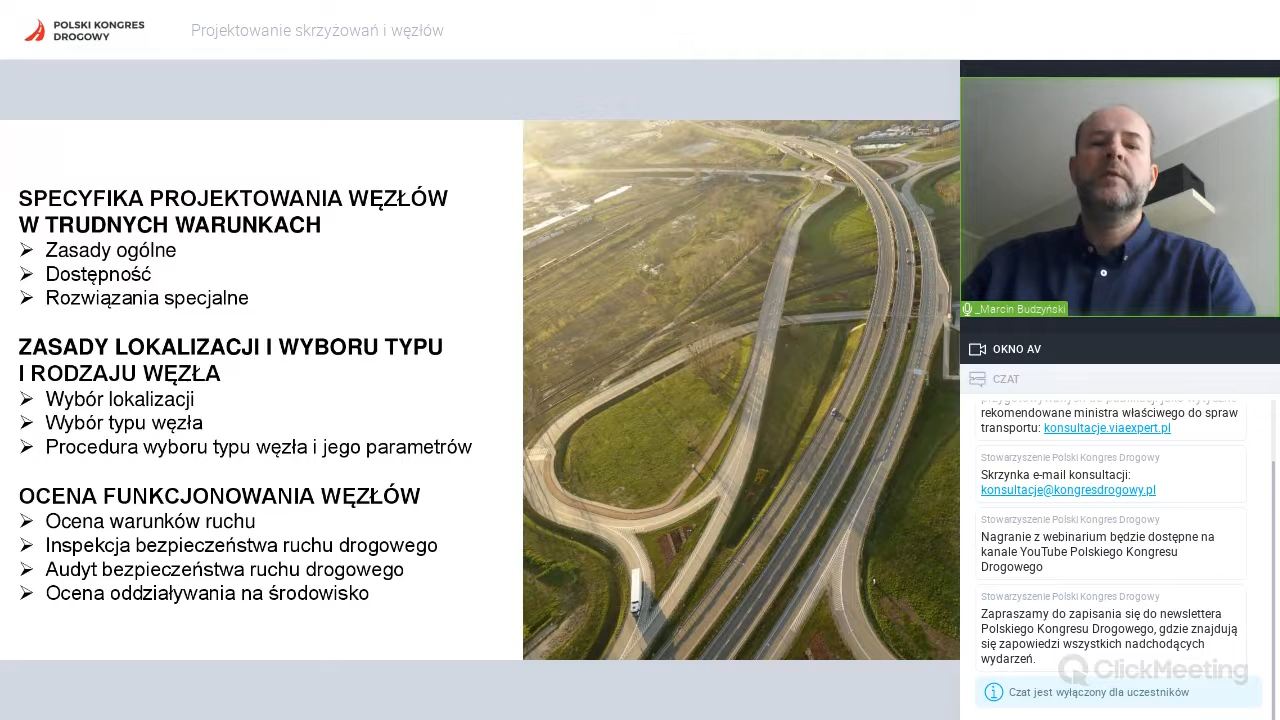 POLSKI KONGRES
DROGOWY
Projektowanie skrzyżowań i węzłów
SPECYFIKA PROJEKTOWANIA WĘZŁÓW
W TRUDNYCH WARUNKACH
➢ Zasady ogólne
➢ Dostępność
➢ Rozwiązania specjalne
ZASADY LOKALIZACJI I WYBORU TYPU
I RODZAJU WĘZŁA
➢ Wybór lokalizacji
➢ Wybór typu węzła
➢ Procedura wyboru typu węzła i jego parametrów
OCENA FUNKCJONOWANIA WĘZŁÓW
➢ Ocena warunków ruchu
➢ Inspekcja bezpieczeństwa ruchu drogowego
➢ Audyt bezpieczeństwa ruchu drogowego
➢ Ocena oddziaływania na środowisko
_Marcin Budzyński
OKNO AV
CZAT
rekomendowane ministra właściwego do spraw
transportu: konsultacje.viaexpert.pl
Stowarzyszenie Polski Kongres Drogowy
Skrzynka e-mail konsultacji:
konsultacje@kongresdrogowy.pl
Stowarzyszenie Polski Kongres Drogowy
Nagranie z webinarium będzie dostępne na
kanale YouTube Polskiego Kongresu
Drogowego
Stowarzyszenie Polski Kongres Drogowy
Zapraszamy do zapisania się do newslettera
Polskiego Kongresu Drogowego, gdzie znajdują
się zapowiedzi wszystkich nadchodzących
wydarzeń.
ClickMeeting
Czat jest wyłączony dla uczestników